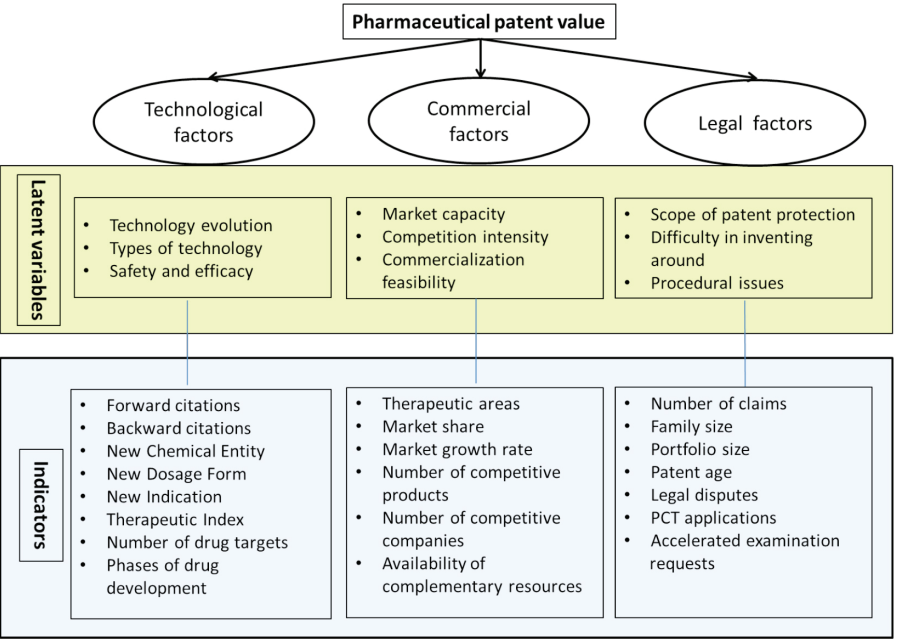 Pharmaceutical patent value
Technological
factors
Commercial
factors
Legal factors
Latent variables
• Technology evolution
• Types of technology
• Safety and efficacy
• Market capacity
• Competition intensity
• Commercialization
feasibility
• Scope of patent protection
• Difficulty in inventing
around
• Procedural issues
Indicators
• Forward citations
• Backward citations
• New Chemical Entity
• New Dosage Form
• New Indication
• Therapeutic Index
• Number of drug targets
• Phases of drug
development
• Therapeutic areas
• Market share
• Market growth rate
• Number of competitive
products
• Number of competitive
companies
• Availability of
complementary resources
• Number of claims
• Family size
• Portfolio size
• Patent age
• Legal disputes
• PCT applications
• Accelerated examination
requests